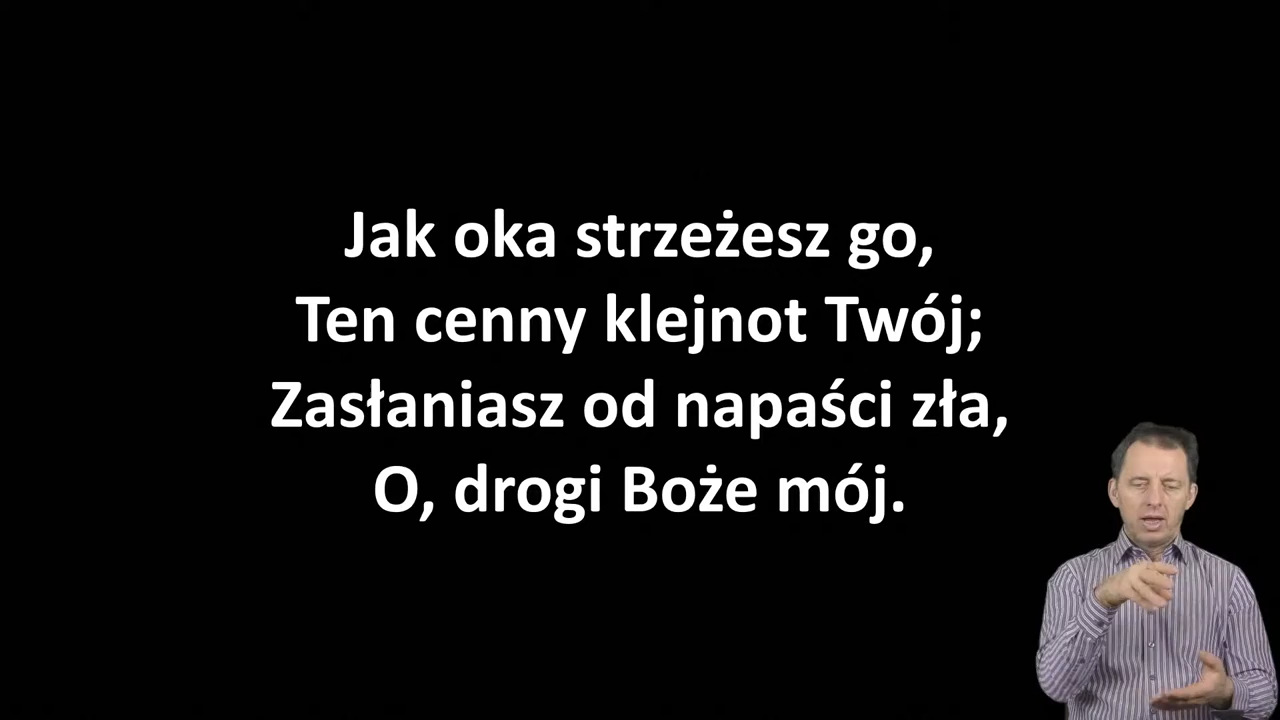 Jak oka strzeżesz go,
Ten cenny klejnot Twój;
Zasłaniasz od napaści zła,
O, drogi Boże mój.